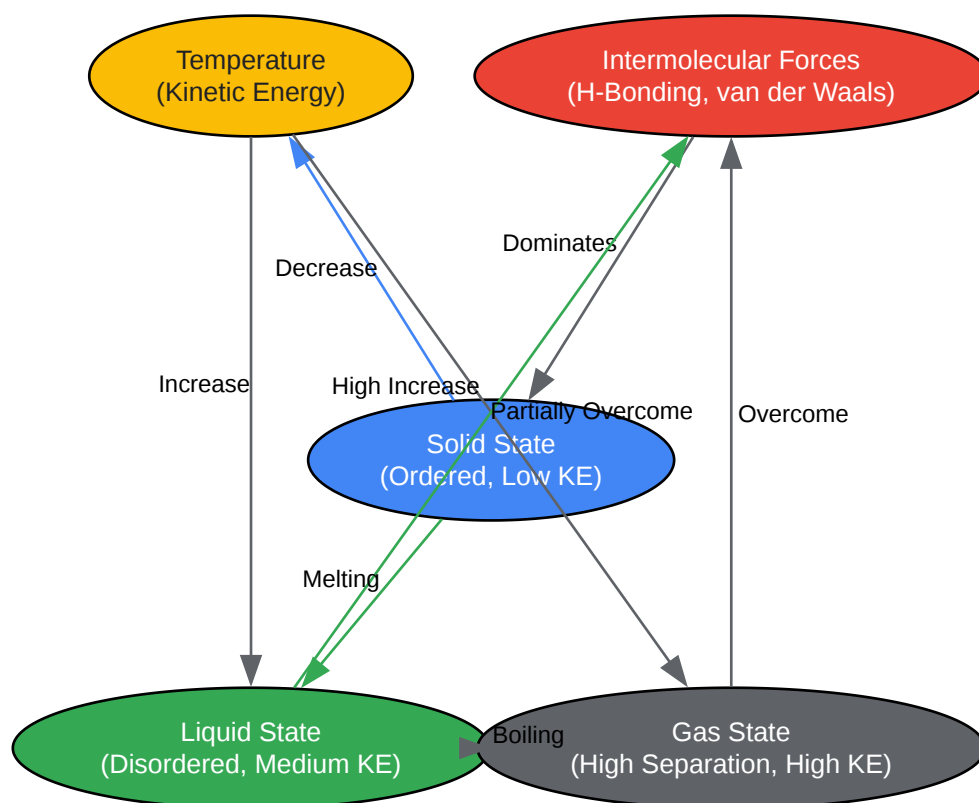 Temperature
(Kinetic Energy)
Intermolecular Forces
(H-Bonding, van der Waals)
Dominates
Decrease
Increase
High Increase
Partially Overcome
Overcome
Solid State
(Ordered, Low KE)
Melting
Liquid State
(Disordered, Medium KE)
Boiling
Gas State
(High Separation, High KE)